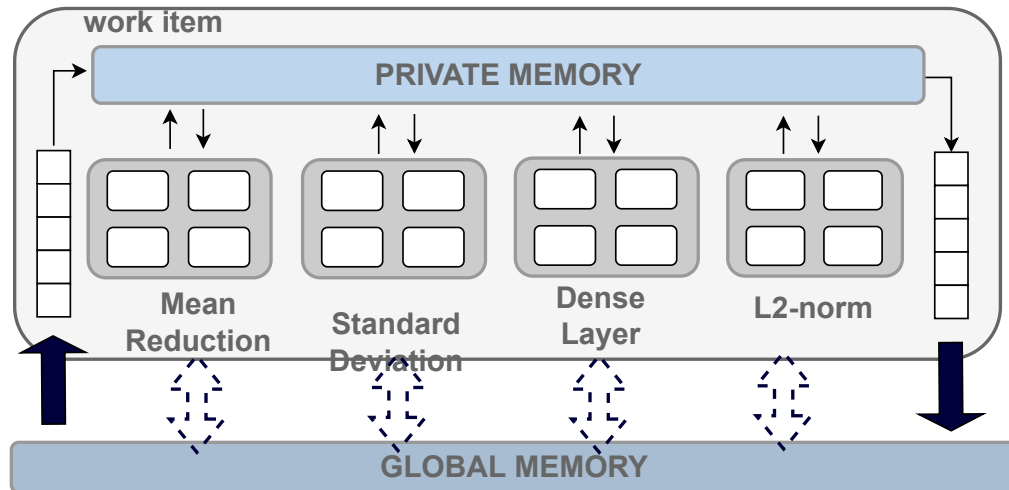 work item
PRIVATE MEMORY
Mean
Reduction
Standard
Deviation
Dense
Layer
L2-norm
GLOBAL MEMORY